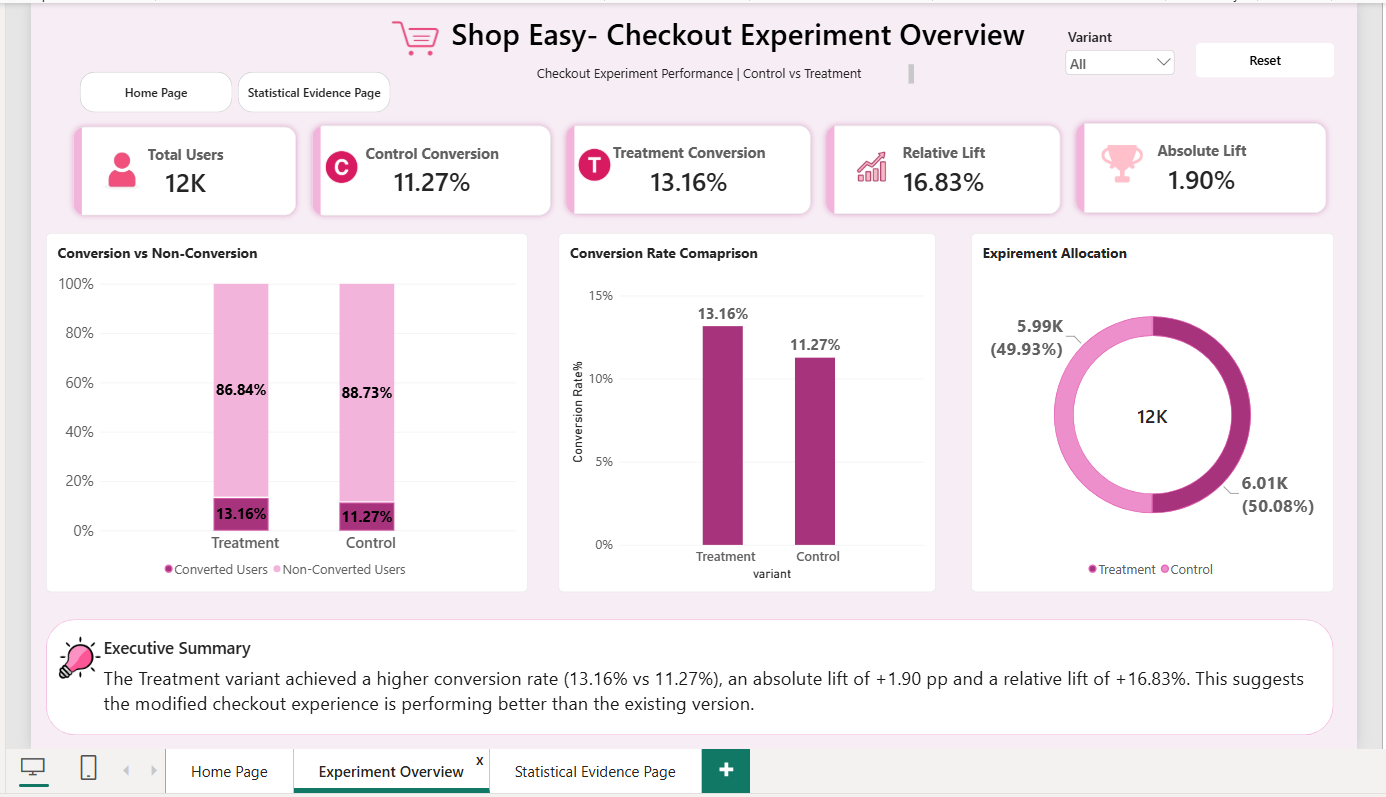 Shop Easy- Checkout Experiment Overview
Checkout Experiment Performance | Control vs Treatment
Variant
All
Reset
Home Page
Statistical Evidence Page
Total Users
12K
C
Control Conversion
11.27%
T
Treatment Conversion
13.16%
Relative Lift
16.83%
Absolute Lift
1.90%
Conversion vs Non-Conversion
100%
80%
60%
40%
20%
0%
86.84%
88.73%
13.16%
11.27%
Treatment
Control
Converted Users
Non-Converted Users
Conversion Rate Comaprison
Conversion Rate%
15%
10%
5%
0%
13.16%
11.27%
Treatment
Control
variant
Expirement Allocation
5.99K
(49.93%)
12K
6.01K
(50.08%)
Treatment
Control
Executive Summary
The Treatment variant achieved a higher conversion rate (13.16% vs 11.27%), an absolute lift of +1.90 pp and a relative lift of +16.83%. This suggests
the modified checkout experience is performing better than the existing version.
Home Page
Experiment Overview
x
Statistical Evidence Page
+